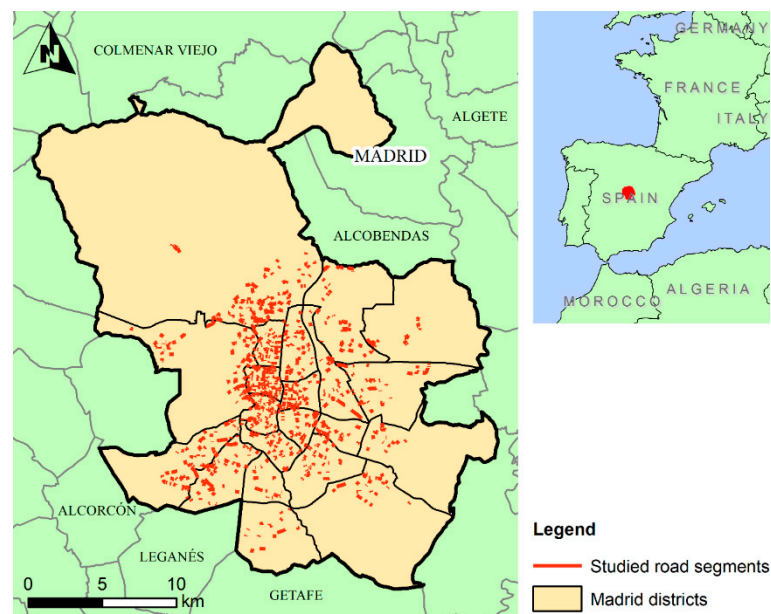 N
COLMENAR VIEJO
ALGETE
MADRID
ALCOBENDAS
ALCORCÓN
LEGANÉS
GETAFE
0 5 10
km
GERMANY
FRANCE
ITALY
SPAIN
ALGERIA
MOROCCO
Legend
Studied road segments
Madrid districts